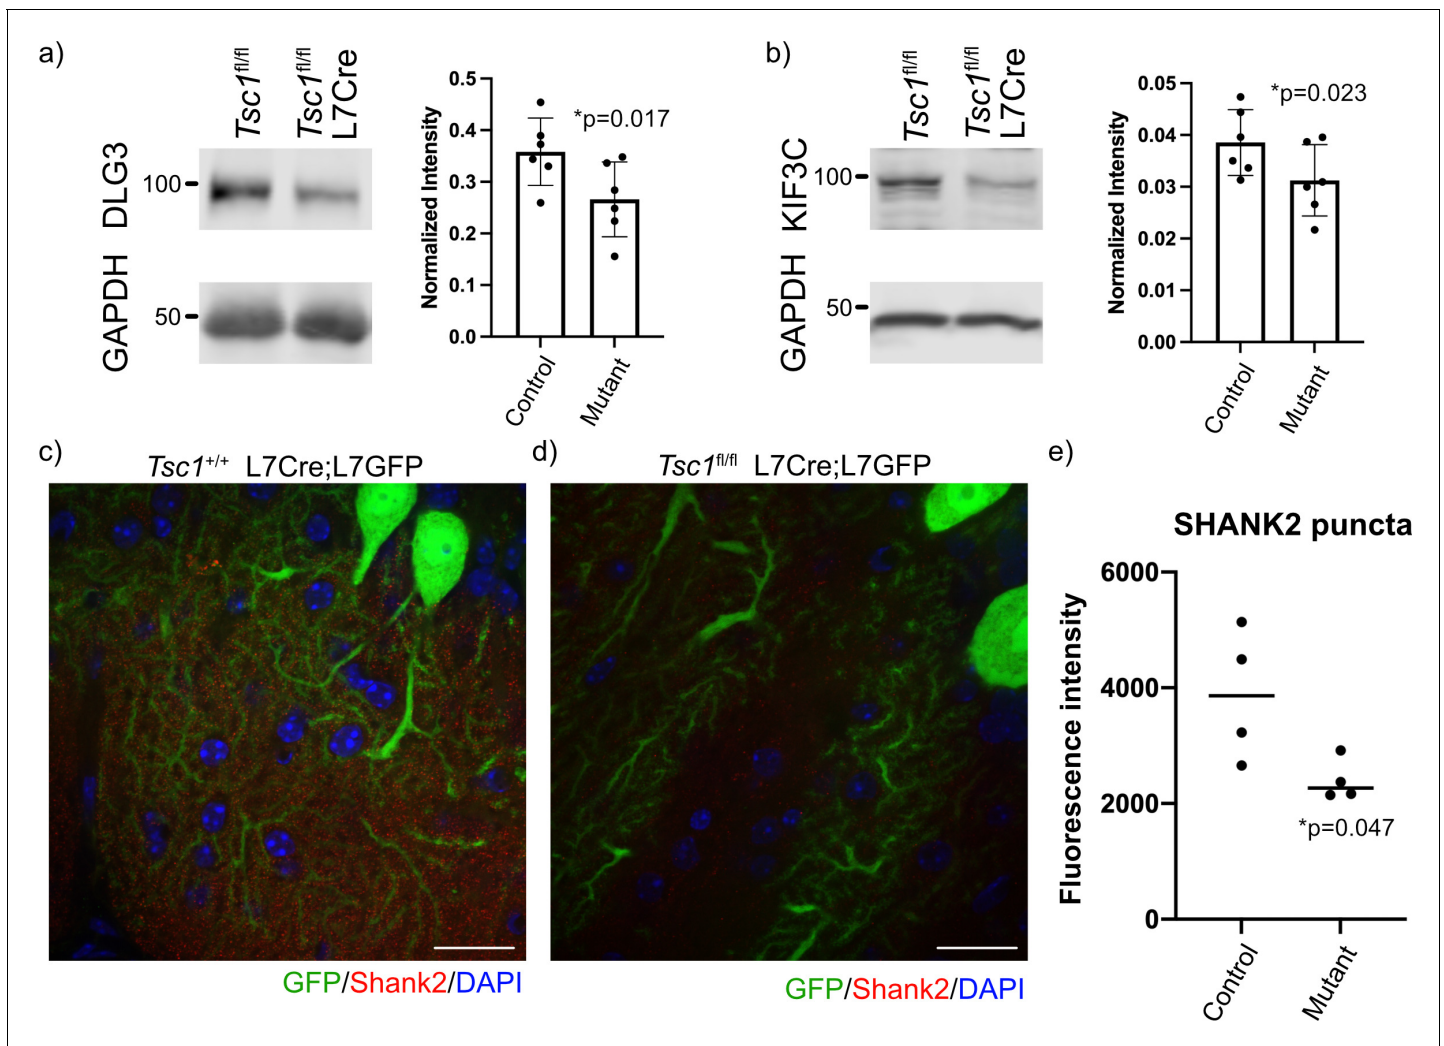 a)
Tsc1fl/fl
Tsc1fl/fl
L7Cre
DLG3
100
GAPDH
50
Normalized Intensity
0.5
0.4
0.3
0.2
0.1
0.0
*p=0.017
Control
Mutant
b)
Tsc1fl/fl
Tsc1fl/fl
L7Cre
KIF3C
100
GAPDH
50
Normalized Intensity
0.05
0.04
0.03
0.02
0.01
0.00
*p=0.023
Control
Mutant
c)
Tsc1+/+ L7Cre;L7GFP
GFP/Shank2/DAPI
d)
Tsc1fl/fl L7Cre;L7GFP
GFP/Shank2/DAPI
e)
SHANK2 puncta
Fluorescence intensity
6000
4000
2000
0
*p=0.047
Control
Mutant